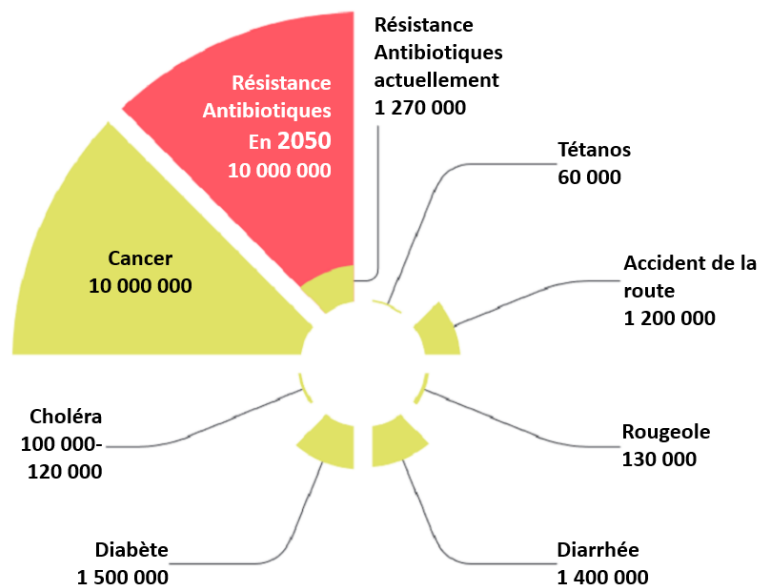 Résistance
Antibiotiques
En 2050
10 000 000
Résistance
Antibiotiques
actuellement
1 270 000
Tétanos
60 000
Accident de la
route
1 200 000
Cancer
10 000 000
Choléra
100 000-
120 000
Rougeole
130 000
Diabète
1 500 000
Diarrhée
1 400 000